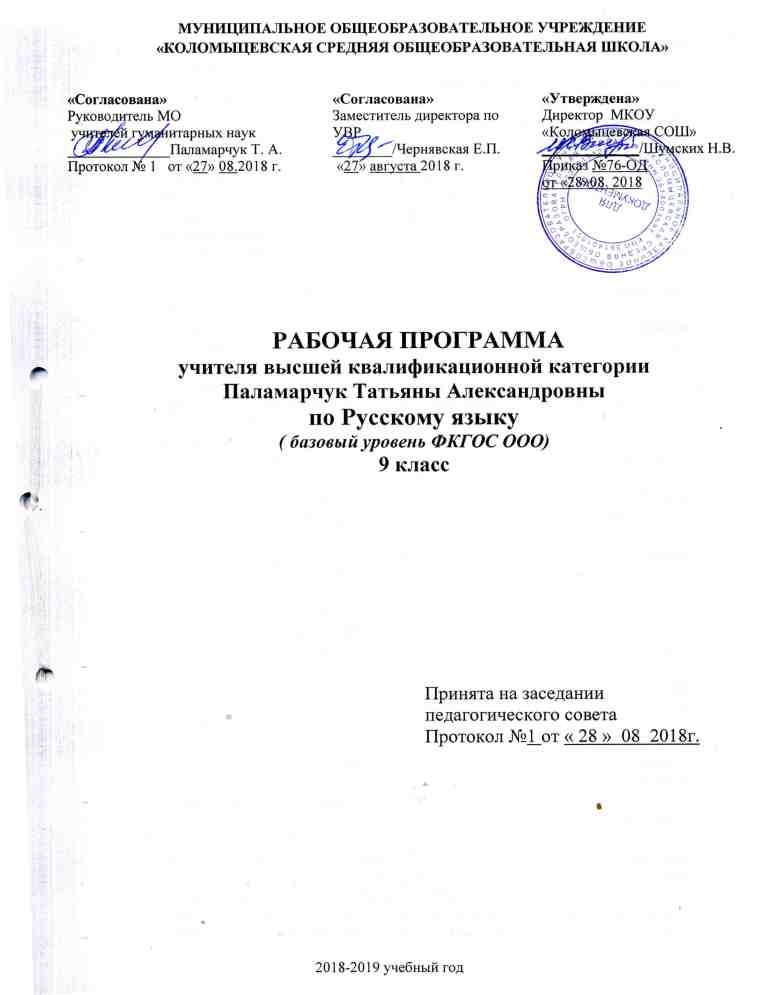 МУНИЦИПАЛЬНОЕ ОБЩЕОБРАЗОВАТЕЛЬНОЕ УЧРЕЖДЕНИЕ
«КОЛОМЫЦЕВСКАЯ СРЕДНЯЯ ОБЩЕОБРАЗОВАТЕЛЬНАЯ ШКОЛА»
«Согласована»
Руководитель МО
учителей гуманитарных наук
Паламарчук Т. А.
Протокол № 1 от «27» 08.2018 г.
«Согласована»
Заместитель директора по
УВР
/Чернявская Е.П.
«27» августа 2018 г.
«Утверждена»
Директор МКОУ
«Коломыцевская СОШ»
/Шумских Н.В.
Приказ №76-ОД
от «28»08. 2018
ДЛЯ
ДОКУМЕНТОВ
РАБОЧАЯ ПРОГРАММА
учителя высшей квалификационной категории
Паламарчук Татьяны Александровны
по Русскому языку
( базовый уровень ФКГОС ООО)
9 класс
Принята на заседании
педагогического совета
Протокол №1 от « 28 » 08 2018г.
2018-2019 учебный год